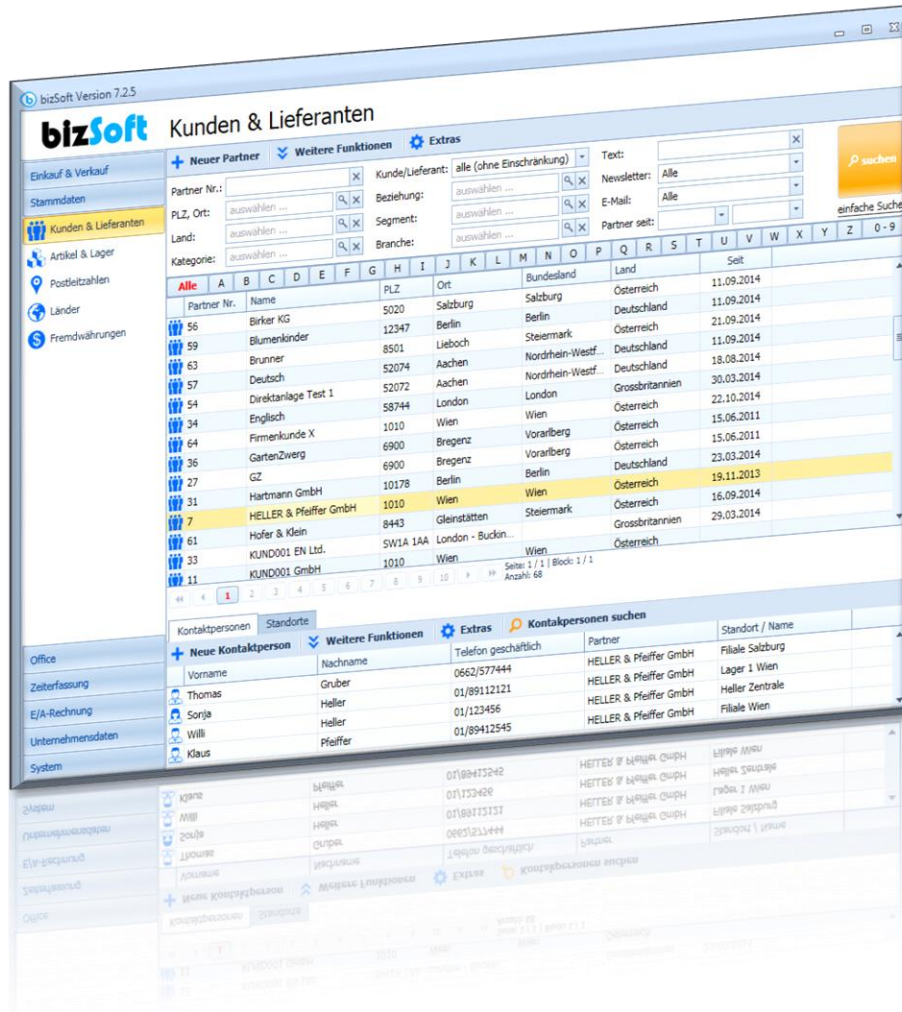 bizSoft Version 7.2.5
bizSoft
Kunden & Lieferanten
Einkauf & Verkauf
Stammdaten
Kunden & Lieferanten
Artikel & Lager
Postleitzahlen
Länder
Fremdwährungen
Office
Zeiterfassung
E/A-Rechnung
Unternehmensdaten
System
Neuer Partner Weitere Funktionen Extras
Partner Nr.: Kunde/Lieferant: alle (ohne Einschränkung) Text:
PLZ, Ort: auswählen ... Beziehung: auswählen ... Newsletter: Alle
Land: auswählen ... Segment: auswählen ... E-Mail: Alle
Kategorie: auswählen ... Branche: auswählen ... Partner seit:
suchen
einfache Suche
Alle A B C D E F G H I J K L M N O P Q R S T U V W X Y Z 0 - 9
Partner Nr. Name PLZ Ort Bundesland Land Seit
56 Birker KG 5020 Salzburg Salzburg Österreich 11.09.2014
59 Blumenkinder 12347 Berlin Berlin Deutschland 11.09.2014
63 Brunner 8501 Lieboch Steiermark Österreich 21.09.2014
57 Deutsch 52074 Aachen Nordrhein-Westf... Deutschland 11.09.2014
54 Direktanlage Test 1 52072 Aachen Nordrhein-Westf... Deutschland 18.08.2014
34 Englisch 58744 London London Grossbritannien 30.03.2014
64 Firmenkunde X 1010 Wien Wien Österreich 22.10.2014
36 GartenZwerg 6900 Bregenz Vorarlberg Österreich 15.06.2011
27 GZ 6900 Bregenz Vorarlberg Österreich 15.06.2011
31 Hartmann GmbH 10178 Berlin Berlin Deutschland 23.03.2014
7 HELLER & Pfeiffer GmbH 1010 Wien Wien Österreich 19.11.2013
61 Hofer & Klein 8443 Gleinstätten Steiermark Österreich 16.09.2014
33 KUND001 EN Ltd. SW1A 1AA London - Buckin... Grossbritannien 29.03.2014
11 KUND001 GmbH 1010 Wien Wien Österreich
1 2 3 4 5 6 7 8 9 10 Seite: 1 / 1 | Block: 1 / 1
Anzahl: 68
Kontaktpersonen Standorte
Neue Kontaktperson Weitere Funktionen Extras Kontakpersonen suchen
Vorname Nachname Telefon geschäftlich Partner Standort / Name
Thomas Gruber 0662/577444 HELLER & Pfeiffer GmbH Filiale Salzburg
Sonja Heller 01/89112121 HELLER & Pfeiffer GmbH Lager 1 Wien
Willi Heller 01/123456 HELLER & Pfeiffer GmbH Heller Zentrale
Klaus Pfeiffer 01/89412545 HELLER & Pfeiffer GmbH Filiale Wien